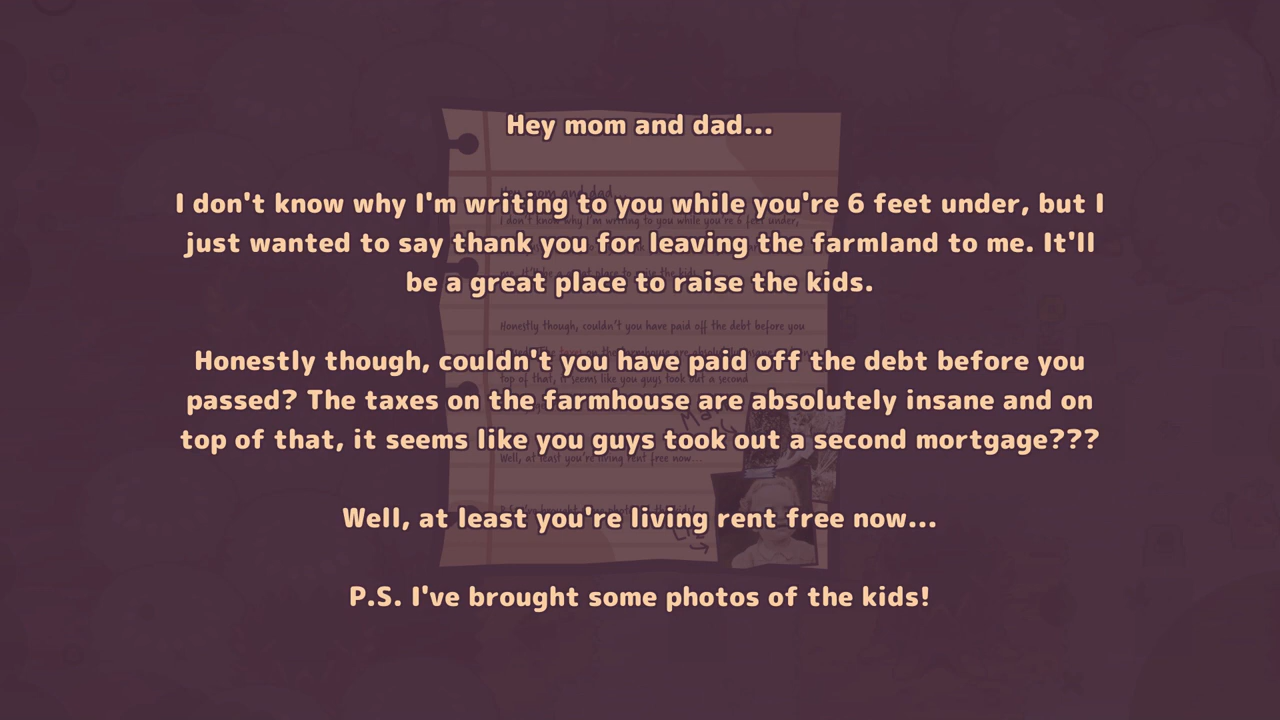 Hey mom and dad...
I don't know why I'm writing to you while you're 6 feet under, but I
just wanted to say thank you for leaving the farmland to me. It'll
be a great place to raise the kids.
Honestly though, couldn't you have paid off the debt before you
passed? The taxes on the farmhouse are absolutely insane and on
top of that, it seems like you guys took out a second mortgage???
Well, at least you're living rent free now...
P.S. I've brought some photos of the kids!